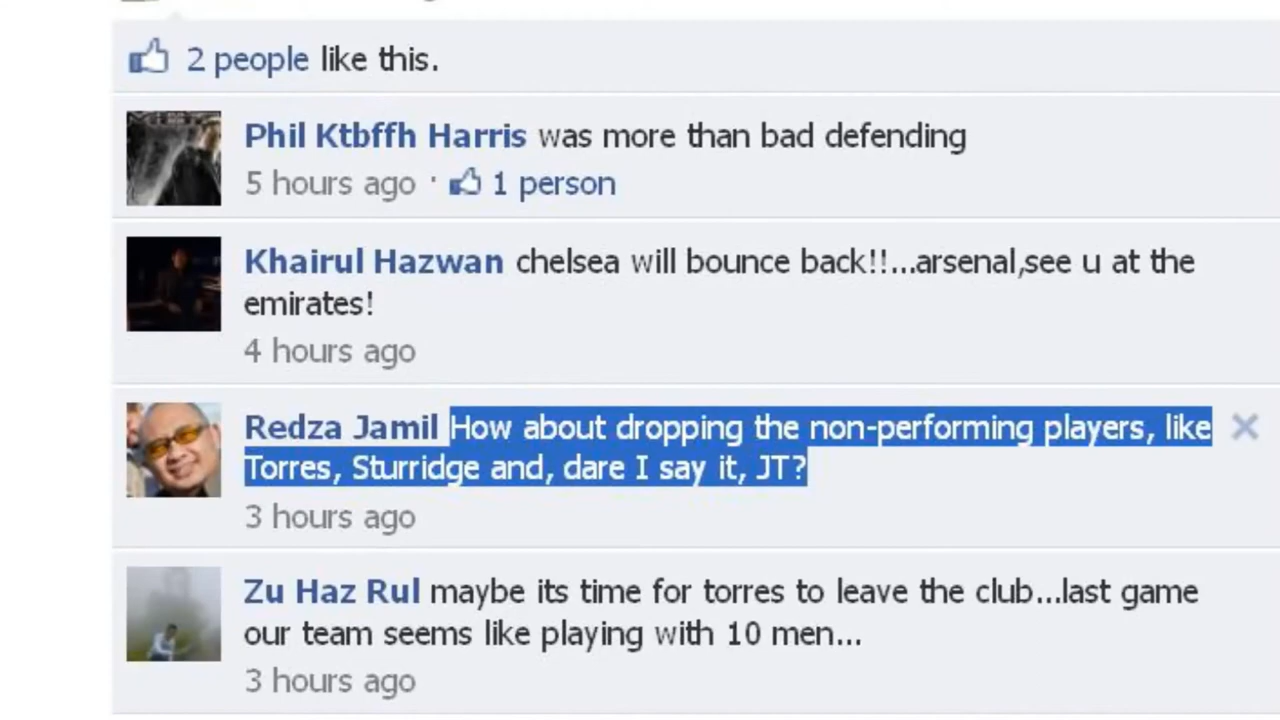 2 people like this.
Phil Ktbffh Harris was more than bad defending
5 hours ago · 1 person
Khairul Hazwan chelsea will bounce back!!...arsenal,see u at the
emirates!
4 hours ago
Redza Jamil How about dropping the non-performing players, like
Torres, Sturridge and, dare I say it, JT?
3 hours ago
Zu Haz Rul maybe its time for torres to leave the club...last game
our team seems like playing with 10 men...
3 hours ago